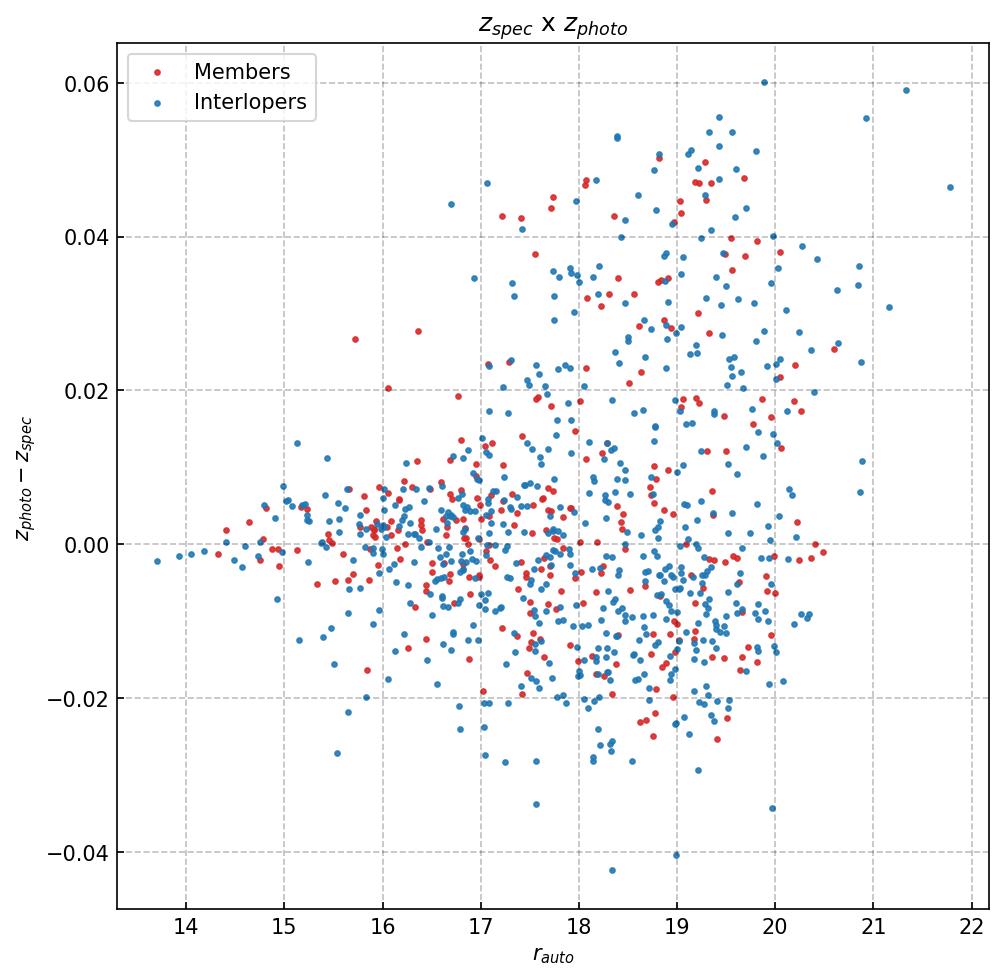 z_spec x z_photo
Members
Interlopers
0.06
0.04
0.02
0.00
−0.02
−0.04
z_photo − z_spec
14 15 16 17 18 19 20 21 22
r_auto